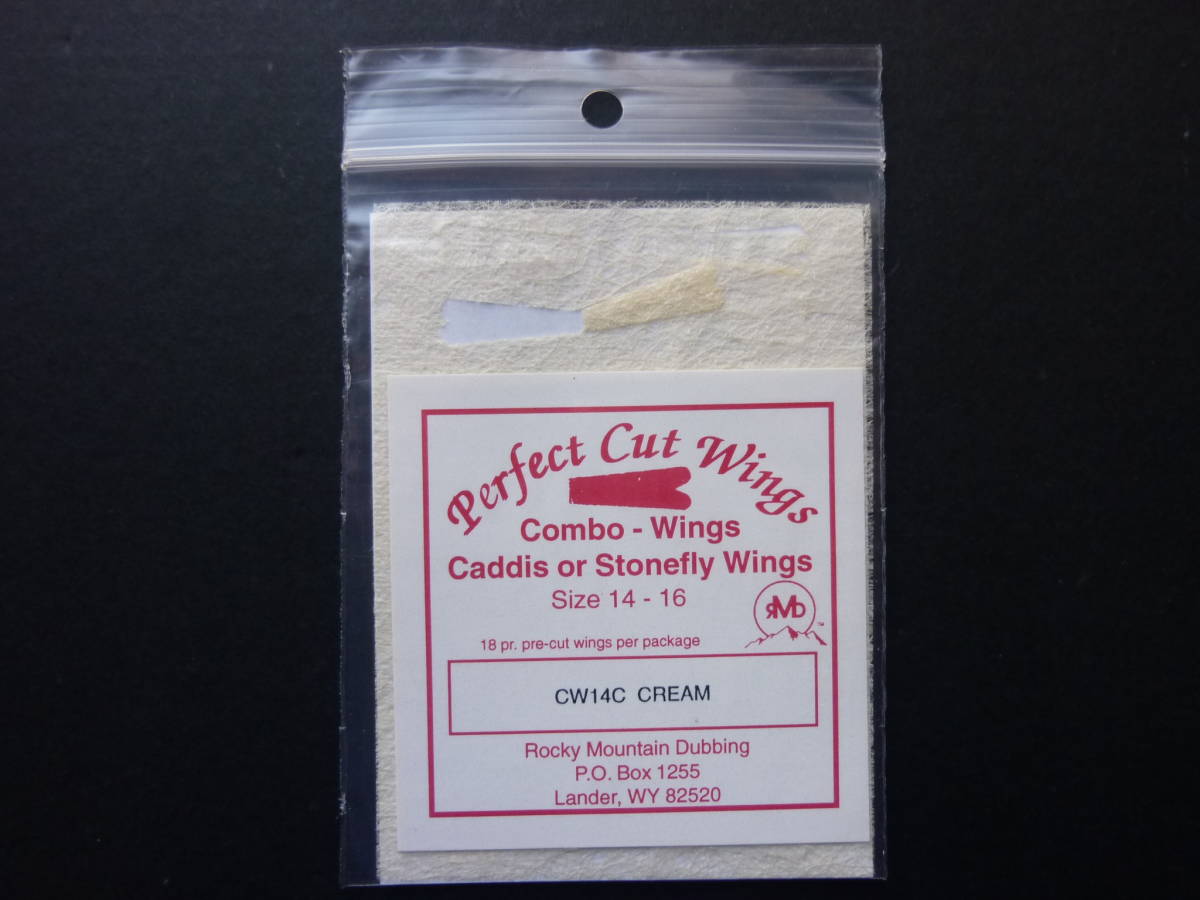 Perfect Cut Wings
Combo - Wings
Caddis or Stonefly Wings
Size 14 - 16
RMD
TM
18 pr. pre-cut wings per package
CW14C CREAM
Rocky Mountain Dubbing
P.O. Box 1255
Lander, WY 82520